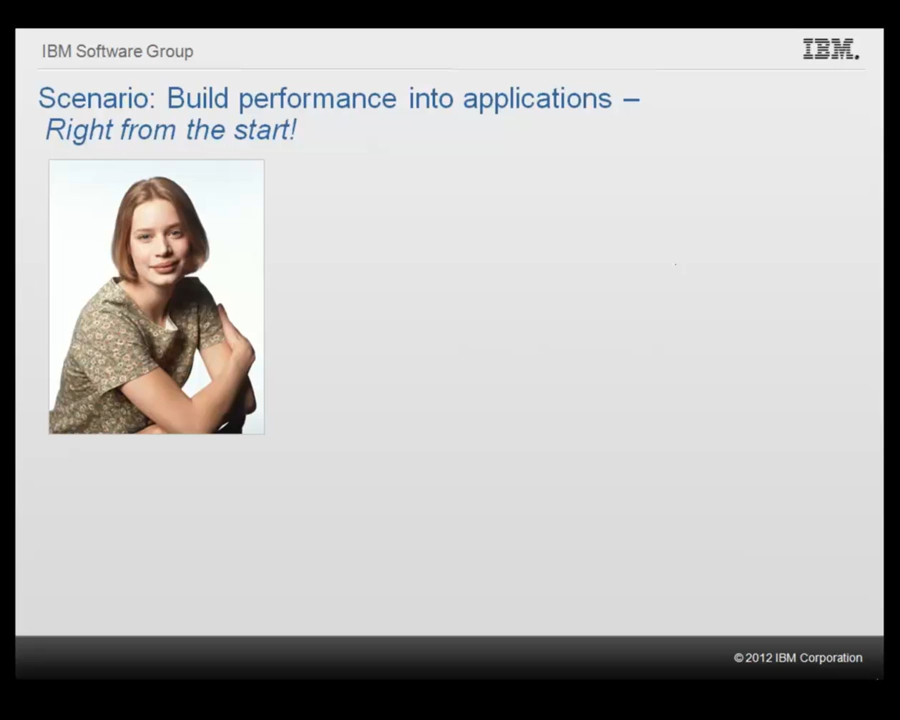 IBM Software Group
IBM.
Scenario: Build performance into applications –
Right from the start!
© 2012 IBM Corporation